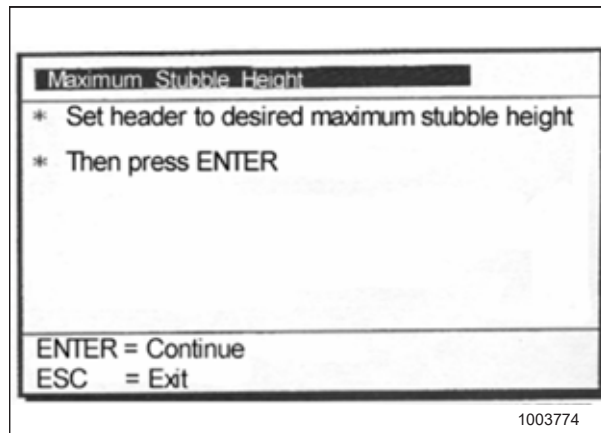 Maximum Stubble Height
* Set header to desired maximum stubble height
* Then press ENTER
ENTER = Continue
ESC = Exit
1003774